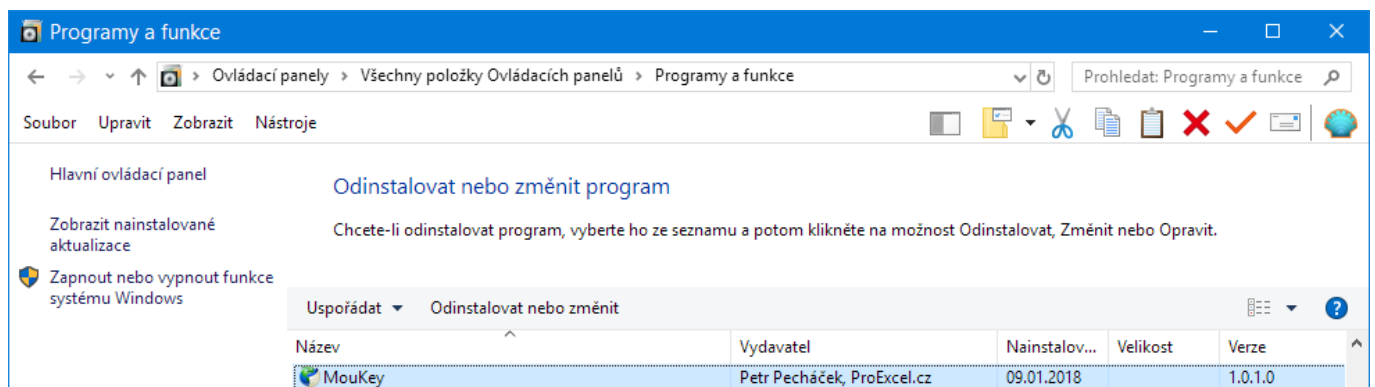 Programy a funkce
Ovládací panely › Všechny položky Ovládacích panelů › Programy a funkce
Prohledat: Programy a funkce
Soubor Upravit Zobrazit Nástroje
Hlavní ovládací panel
Zobrazit nainstalované
aktualizace
Zapnout nebo vypnout funkce
systému Windows
Odinstalovat nebo změnit program
Chcete-li odinstalovat program, vyberte ho ze seznamu a potom klikněte na možnost Odinstalovat, Změnit nebo Opravit.
Uspořádat Odinstalovat nebo změnit
Název Vydavatel Nainstalov... Velikost Verze
MouKey Petr Pecháček, ProExcel.cz 09.01.2018 1.0.1.0